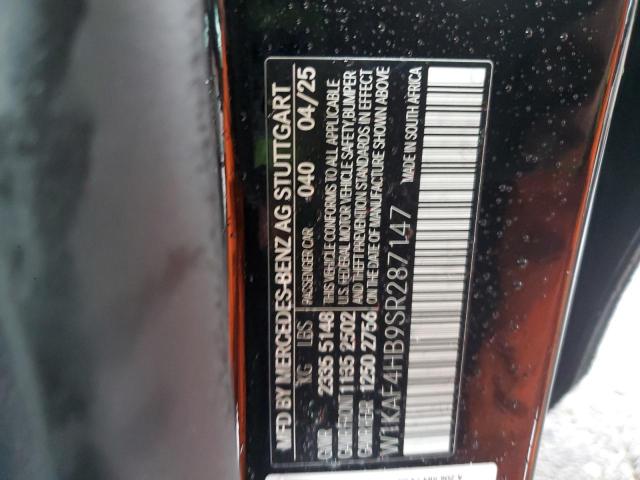 MFD BY MERCEDES-BENZ AG STUTTGART
KG LBS PASSENGER CAR 040 04/25
GVWR 2335 5148 THIS VEHICLE CONFORMS TO ALL APPLICABLE
U.S. FEDERAL MOTOR VEHICLE SAFETY, BUMPER
GAWR FRONT 1135 2502 AND THEFT PREVENTION STANDARDS IN EFFECT
GAWR REAR 1250 2756 ON THE DATE OF MANUFACTURE SHOWN ABOVE
W1KAF4HB9SR287147 MADE IN SOUTH AFRICA